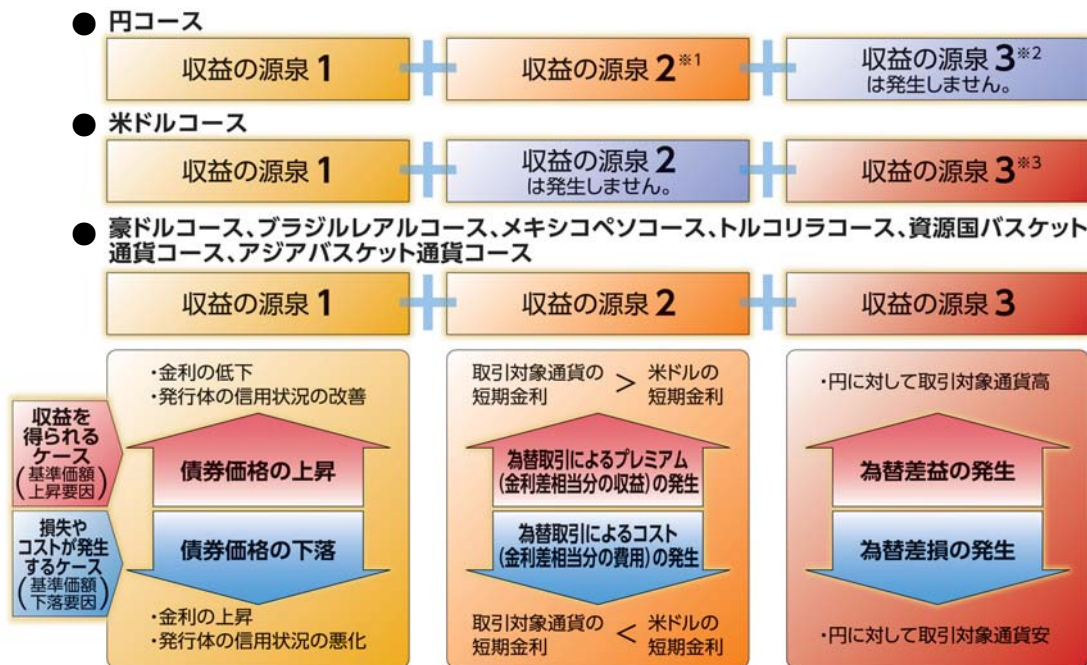 ● 円コース
収益の源泉 1 + 収益の源泉 2※1 + 収益の源泉 3※2
は発生しません。
● 米ドルコース
収益の源泉 1 + 収益の源泉 2 + 収益の源泉 3※3
は発生しません。
● 豪ドルコース、ブラジルレアルコース、メキシコペソコース、トルコリラコース、資源国バスケット
通貨コース、アジアバスケット通貨コース
収益の源泉 1 + 収益の源泉 2 + 収益の源泉 3
収益を
得られる
ケース
(基準価額
上昇要因)
損失や
コストが発生
するケース
(基準価額
下落要因)
・金利の低下
・発行体の信用状況の改善
債券価格の上昇
債券価格の下落
・金利の上昇
・発行体の信用状況の悪化
取引対象通貨の 短期金利 > 米ドルの 短期金利
為替取引によるプレミアム
(金利差相当分の収益)の発生
為替取引によるコスト
(金利差相当分の費用)の発生
取引対象通貨の 短期金利 < 米ドルの 短期金利
・円に対して取引対象通貨高
為替差益の発生
為替差損の発生
・円に対して取引対象通貨安